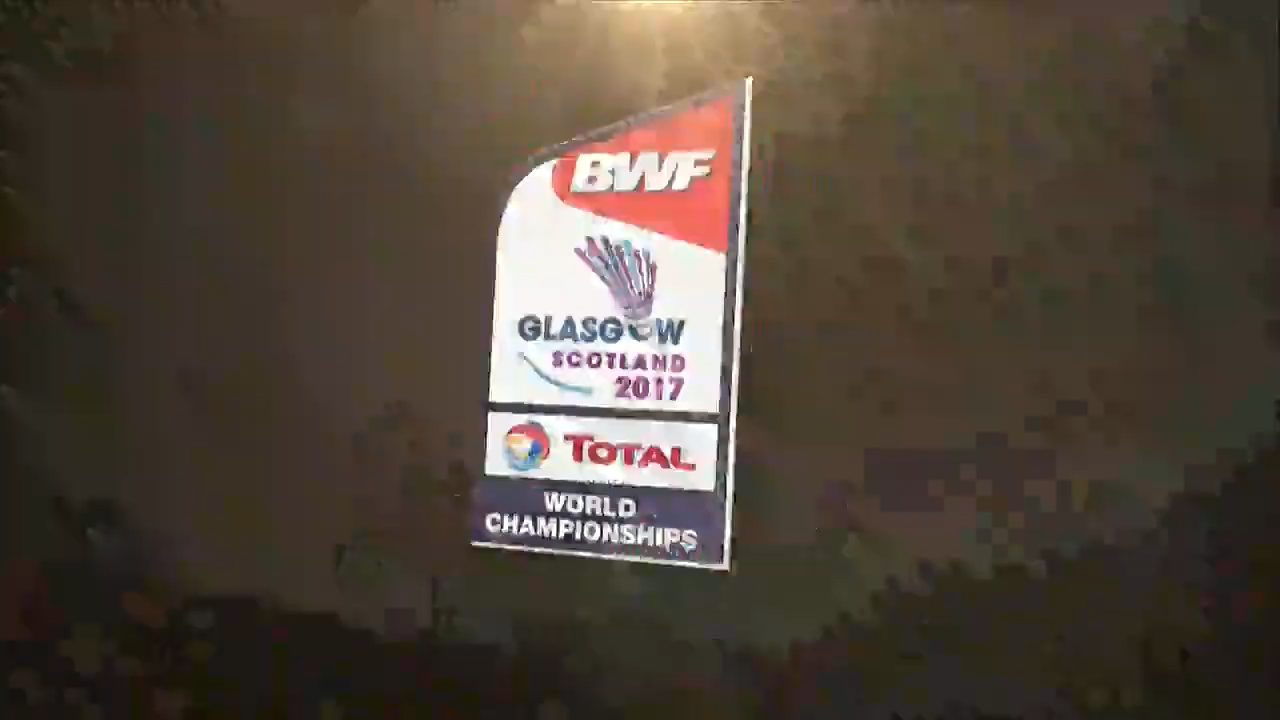 BWF
GLASGOW
SCOTLAND
2017
TOTAL
WORLD
CHAMPIONSHIPS